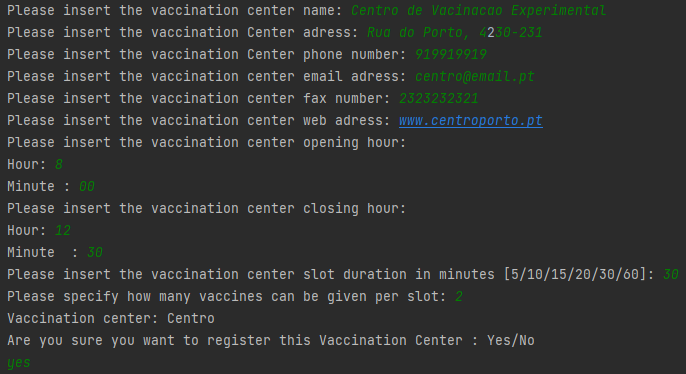 Please insert the vaccination center name: Centro de Vacinacao Experimental
Please insert the vaccination Center adress: Rua do Porto, 4230-231
Please insert the vaccination Center phone number: 919919919
Please insert the vaccination center email adress: centro@email.pt
Please insert the vaccination center fax number: 2323232321
Please insert the vaccination center web adress: www.centroporto.pt
Please insert the vaccination center opening hour:
Hour: 8
Minute : 00
Please insert the vaccination center closing hour:
Hour: 12
Minute  : 30
Please insert the vaccination center slot duration in minutes [5/10/15/20/30/60]: 30
Please specify how many vaccines can be given per slot: 2
Vaccination center: Centro
Are you sure you want to register this Vaccination Center : Yes/No
yes